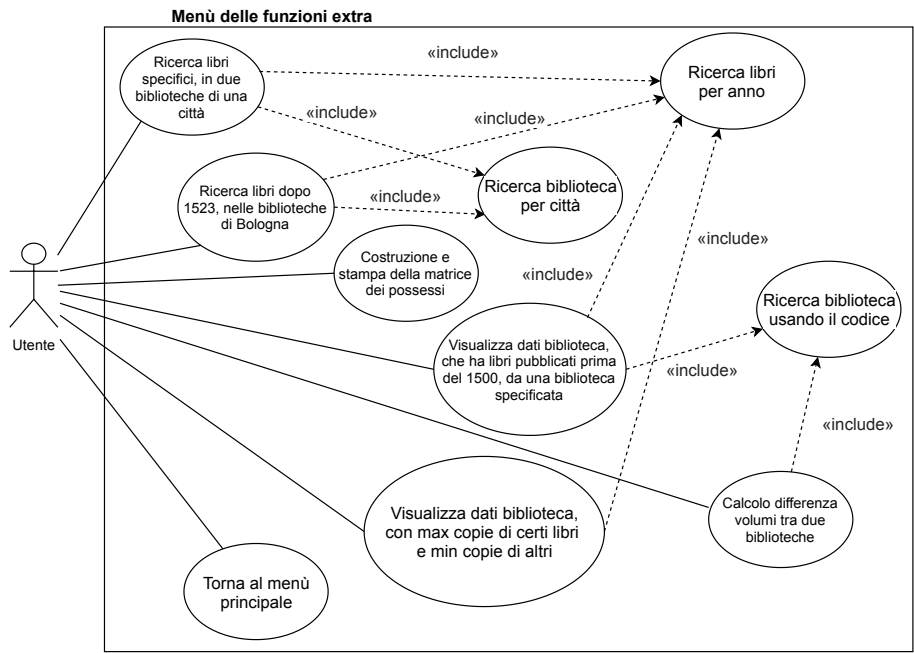 Menù delle funzioni extra
Ricerca libri
specifici, in due
biblioteche di una
città
«include»
Ricerca libri
per anno
«include»
«include»
Ricerca libri dopo
1523, nelle biblioteche
di Bologna
«include»
Ricerca biblioteca
per città
Costruzione e
stampa della matrice
dei possessi
«include»
«include»
Utente
Ricerca biblioteca
usando il codice
Visualizza dati biblioteca,
che ha libri pubblicati prima
del 1500, da una biblioteca
specificata
«include»
«include»
Visualizza dati biblioteca,
con max copie di certi libri
e min copie di altri
Calcolo differenza
volumi tra due
biblioteche
Torna al menù
principale